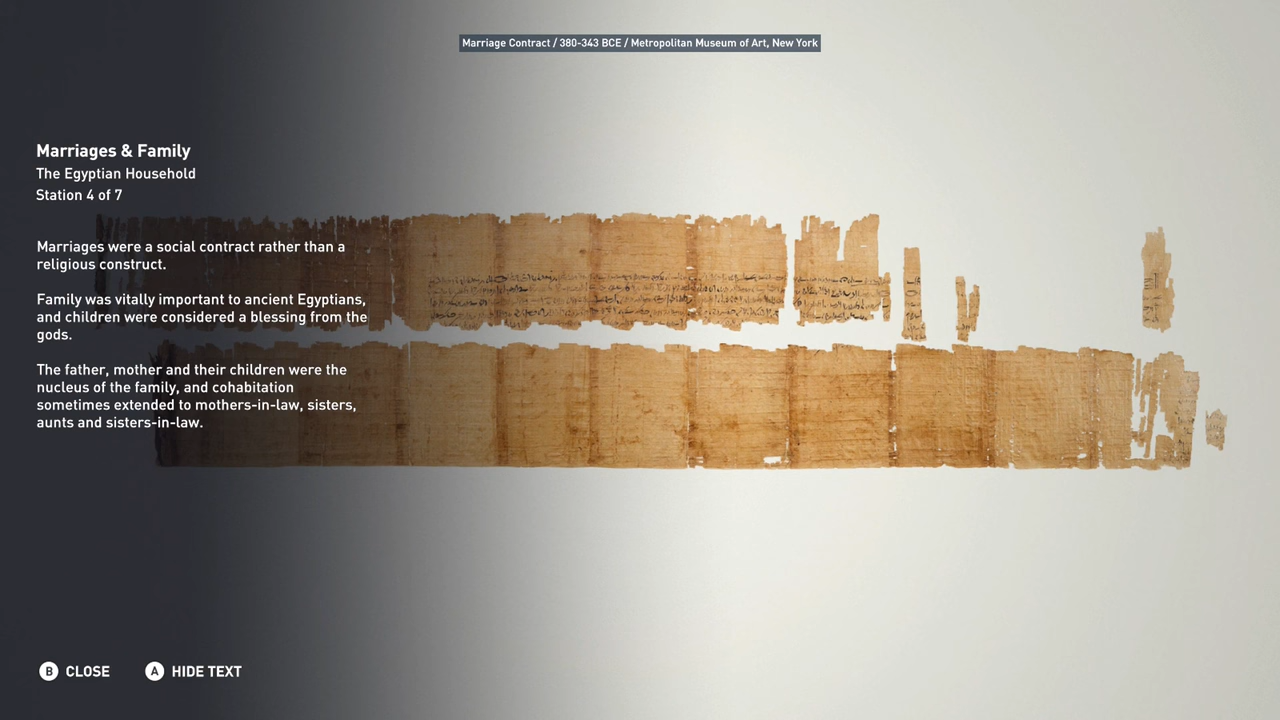 Marriage Contract / 380-343 BCE / Metropolitan Museum of Art, New York
Marriages & Family
The Egyptian Household
Station 4 of 7
Marriages were a social contract rather than a
religious construct.
Family was vitally important to ancient Egyptians,
and children were considered a blessing from the
gods.
The father, mother and their children were the
nucleus of the family, and cohabitation
sometimes extended to mothers-in-law, sisters,
aunts and sisters-in-law.
B CLOSE
A HIDE TEXT